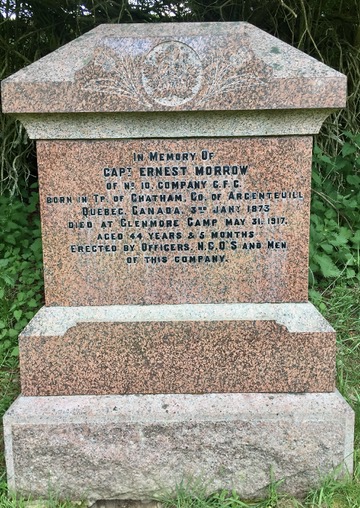 IN MEMORY OF
CAPT ERNEST MORROW
OF NO 10, COMPANY C.F.C.
BORN IN TP. OF CHATHAM, CO. OF ARGENTEUILL
QUEBEC, CANADA, 3RD JANY 1873
DIED AT GLENMORE CAMP MAY 31. 1917.
AGED 44 YEARS & 5 MONTHS
ERECTED BY OFFICERS, N.C.O'S AND MEN
OF THIS COMPANY.